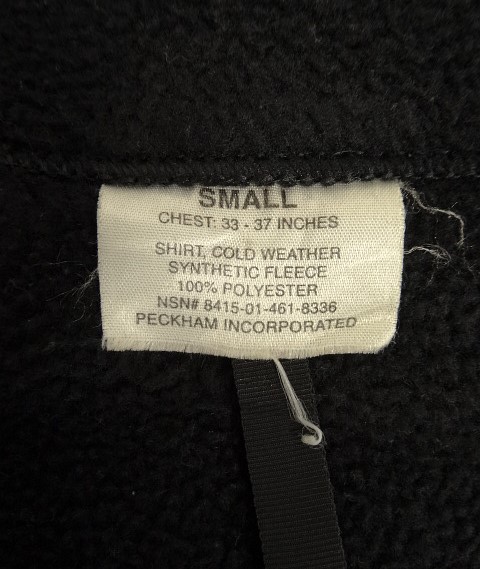 SMALL
CHEST: 33 - 37 INCHES
SHIRT, COLD WEATHER
SYNTHETIC FLEECE
100% POLYESTER
NSN# 8415-01-461-8336
PECKHAM INCORPORATED